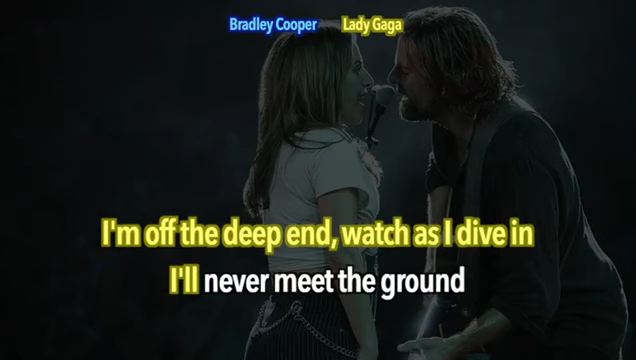 Bradley Cooper Lady Gaga
I'm off the deep end, watch as I dive in
I'll never meet the ground